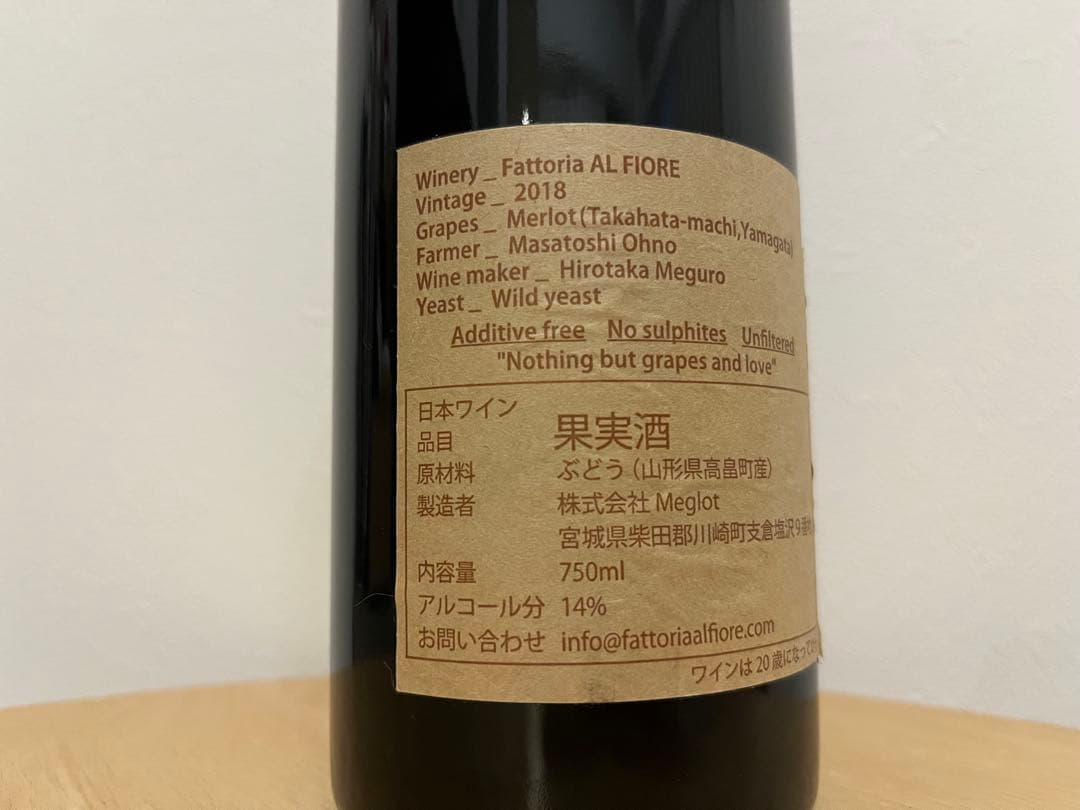 Winery _ Fattoria AL FIORE
Vintage _ 2018
Grapes _ Merlot (Takahata-machi,Yamagata)
Farmer _ Masatoshi Ohno
Wine maker _ Hirotaka Meguro
Yeast _ Wild yeast
Additive free No sulphites Unfiltered
"Nothing but grapes and love"
日本ワイン
品目 果実酒
原材料 ぶどう（山形県高畠町産）
製造者 株式会社 Meglot
宮城県柴田郡川崎町支倉塩沢9番地
内容量 750ml
アルコール分 14%
お問い合わせ info@fattoriaalfiore.com
ワインは20歳になって